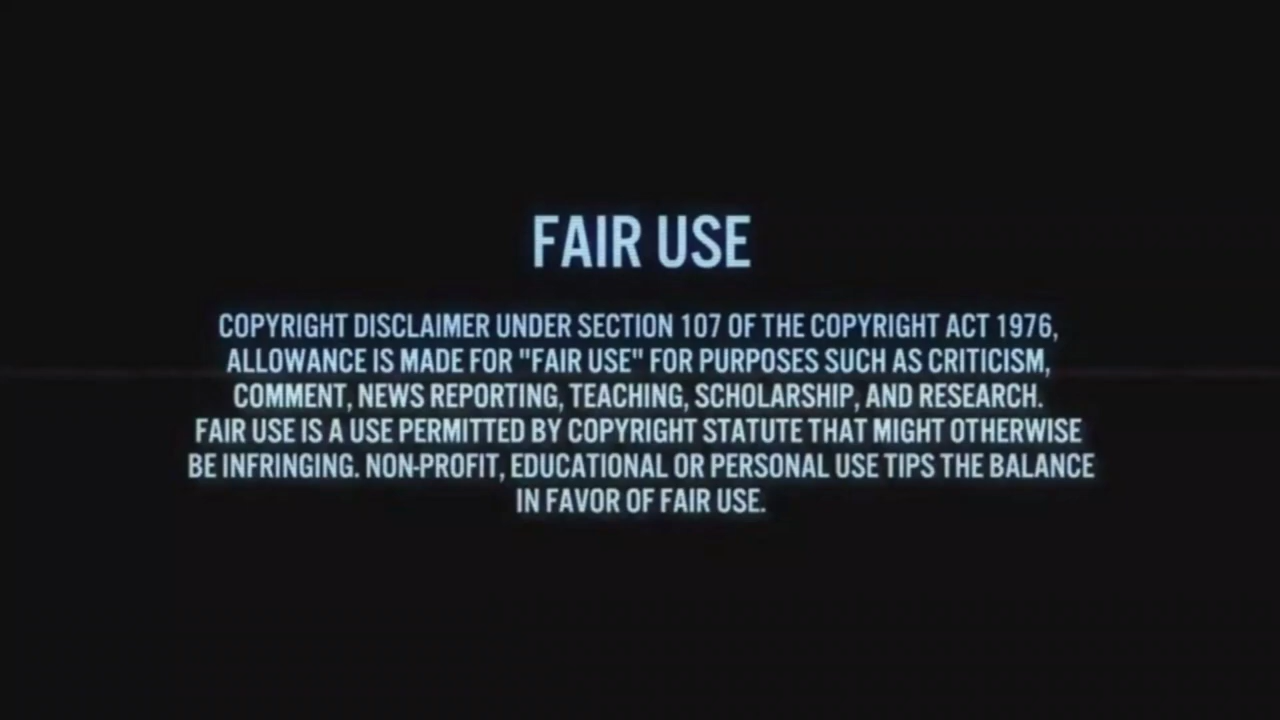 FAIR USE
COPYRIGHT DISCLAIMER UNDER SECTION 107 OF THE COPYRIGHT ACT 1976,
ALLOWANCE IS MADE FOR "FAIR USE" FOR PURPOSES SUCH AS CRITICISM,
COMMENT, NEWS REPORTING, TEACHING, SCHOLARSHIP, AND RESEARCH.
FAIR USE IS A USE PERMITTED BY COPYRIGHT STATUTE THAT MIGHT OTHERWISE
BE INFRINGING. NON-PROFIT, EDUCATIONAL OR PERSONAL USE TIPS THE BALANCE
IN FAVOR OF FAIR USE.